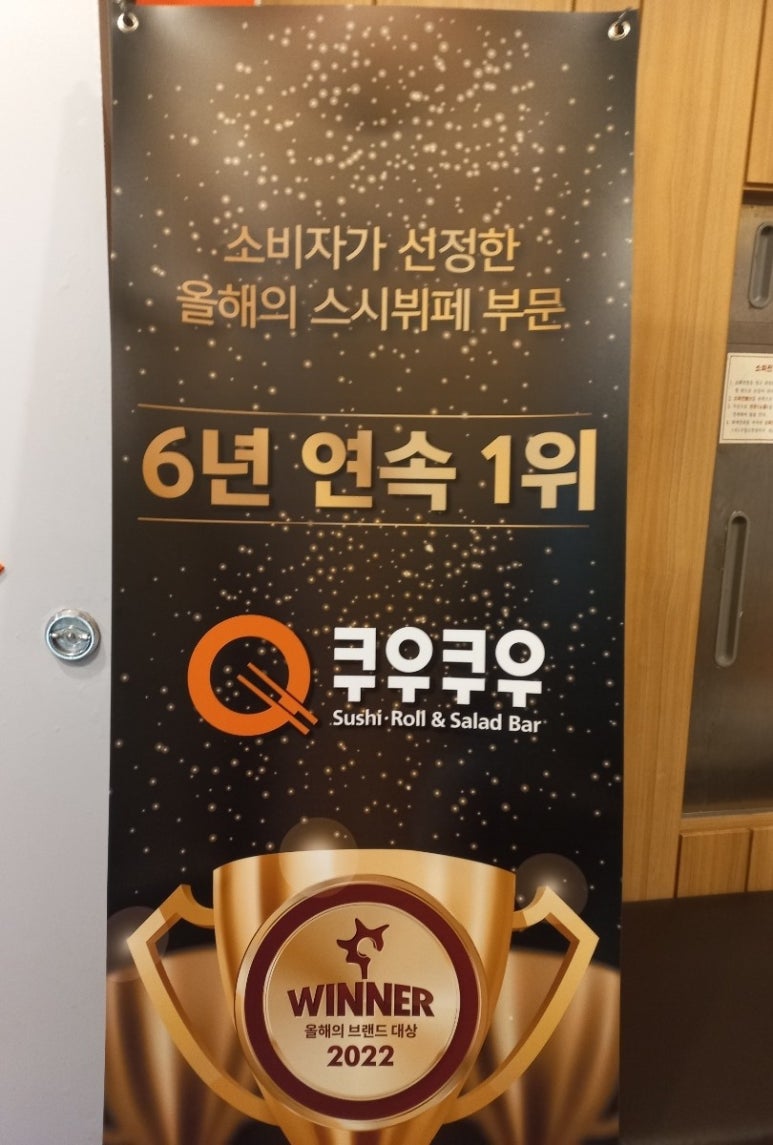 소비자가 선정한
올해의 스시뷔페 부문
6년 연속 1위
쿠우쿠우
Sushi·Roll & Salad Bar
WINNER
올해의 브랜드 대상
2022